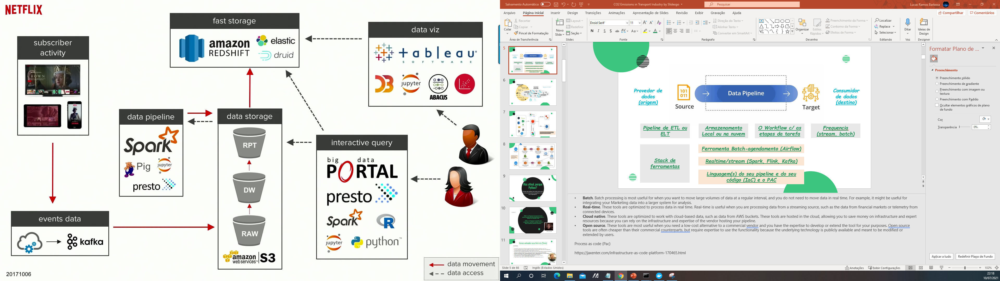 NETFLIX
subscriber
activity
CROWN
events data
kafka
20171006
data pipeline
Spark
Pig
jupyter
presto
fast storage
amazon
REDSHIFT
elastic
druid
data storage
RPT
DW
RAW
amazon
web services™
S3
interactive query
big data
PORTAL
presto
Spark
R
jupyter
python™
data viz
tableau
SOFTWARE
D3
jupyter
ABACUS
data movement
data access
Salvamento Automático
CO2 Emissions in Transport Industry by Slidesgo
Pesquisar
Lucas Ramos Barbosa
Arquivo
Página Inicial
Inserir
Design
Transições
Animações
Apresentação de Slides
Revisão
Exibir
Gravação
Ajuda
Compartilhar
Comentários
Colar
Recortar
Copiar
Pincel de Formatação
Área de Transferência
Novo
Slide
Layout
Redefinir
Seção
Slides
Droid Serif
11
N I S S ab AV Aa
Fonte
Direção do Texto
Alinhar Texto
Converter em SmartArt
Parágrafo
Organizar
Estilos
Rápidos
Preenchimento da Forma
Contorno da Forma
Efeitos de Forma
Desenho
Localizar
Replace
Selecionar
Editando
Ditar
Voz
Ideias de
Design
Designer
5
6
7
8
9
Mas afinal, porque
Python?
10
11
Provedor de
dados
(origem)
101
011
Source
Data Pipeline
Target
Consumidor
de dados
(destino)
Pipeline de ETL ou
ELT
Armazenamento
Local ou na nuvem
O Workflow c/ as
etapas da tarefa
Frequencia
(stream, batch)
Stack de
ferramentas
Ferramenta Batch-agendamento (Airflow)
Realtime/stream (Spark, Flink, Kafka)
Linguagem(s) do seu pipeline e do seu
código (IaC) e o PAC
• Batch. Batch processing is most useful for when you want to move large volumes of data at a regular interval, and you do not need to move data in real time. For example, it might be useful for
integrating your Marketing data into a larger system for analysis.
• Real-time. These tools are optimized to process data in real time. Real-time is useful when you are processing data from a streaming source, such as the data from financial markets or telemetry from
connected devices.
• Cloud native. These tools are optimized to work with cloud-based data, such as data from AWS buckets. These tools are hosted in the cloud, allowing you to save money on infrastructure and expert
resources because you can rely on the infrastructure and expertise of the vendor hosting your pipeline.
• Open source. These tools are most useful when you need a low-cost alternative to a commercial vendor and you have the expertise to develop or extend the tool for your purposes. Open source
tools are often cheaper than their commercial counterparts, but require expertise to use the functionality because the underlying technology is publicly available and meant to be modified or
extended by users.
Process as code (Pac)
https://jaxenter.com/infrastructure-as-code-platform-170465.html
Formatar Plano de ...
Preenchimento
Preenchimento sólido
Preenchimento de gradiente
Preenchimento com imagem ou
textura
Preenchimento com Padrão
Ocultar elementos gráficos de plano
de fundo
Cor
Transparência
0%
Aplicar a tudo
Redefinir Plano de Fundo
Slide 5 de 66
Inglês (Estados Unidos)
Anotações
Exibir Configurações
102%
22:18
10/07/2021